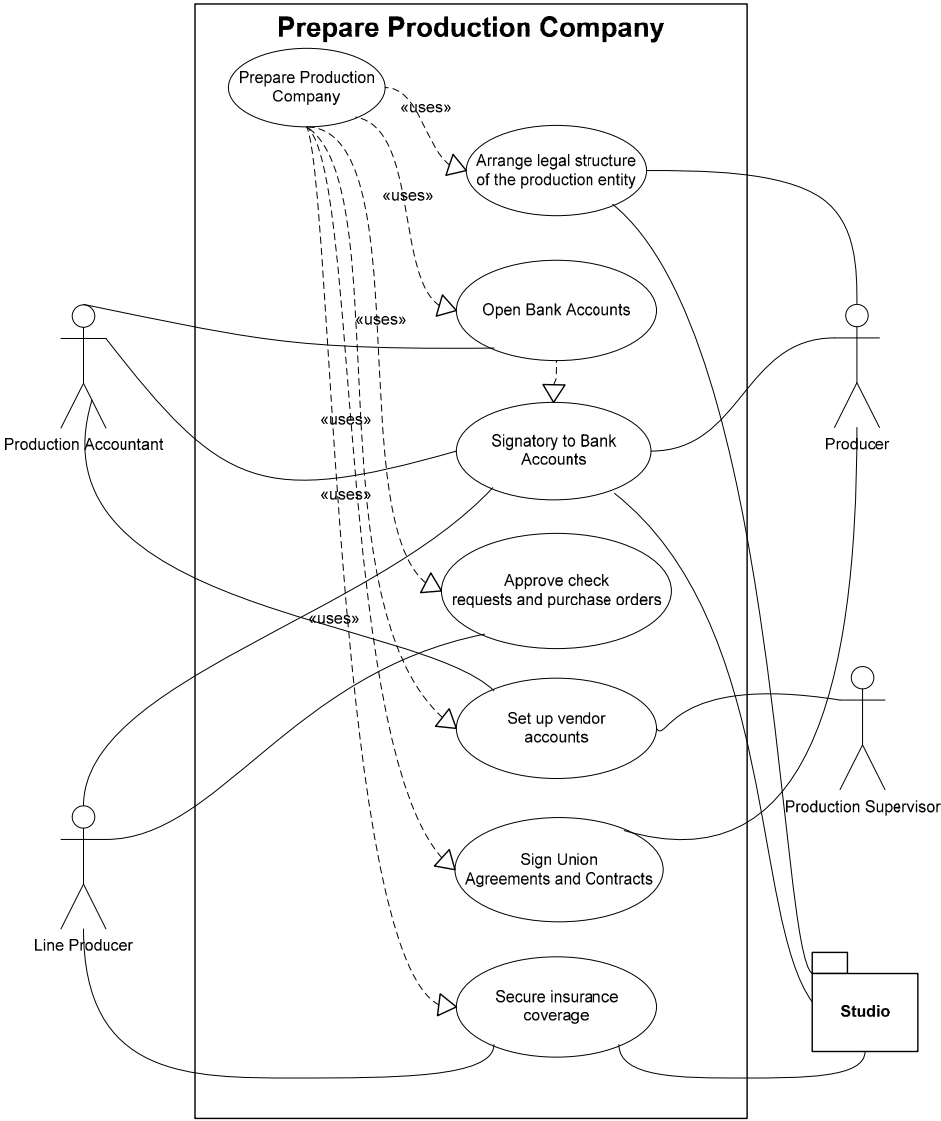 Prepare Production Company
Prepare Production
Company
«uses»
Arrange legal structure
of the production entity
«uses»
Open Bank Accounts
«uses»
Production Accountant
«uses»
Signatory to Bank
Accounts
Producer
«uses»
Approve check
requests and purchase orders
«uses»
Set up vendor
accounts
Production Supervisor
Sign Union
Agreements and Contracts
Line Producer
Secure insurance
coverage
Studio